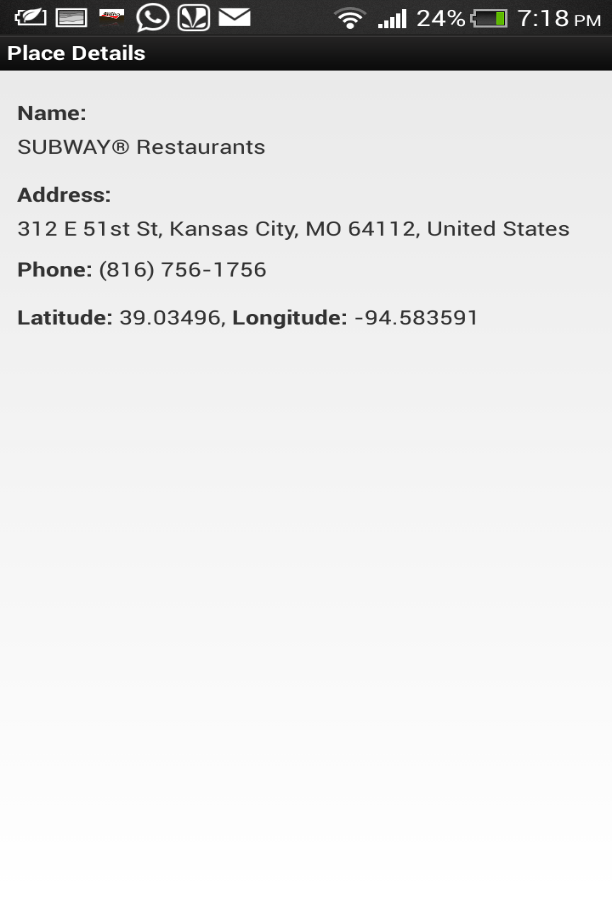 24% 7:18 PM
Place Details
Name:
SUBWAY® Restaurants
Address:
312 E 51st St, Kansas City, MO 64112, United States
Phone: (816) 756-1756
Latitude: 39.03496, Longitude: -94.583591